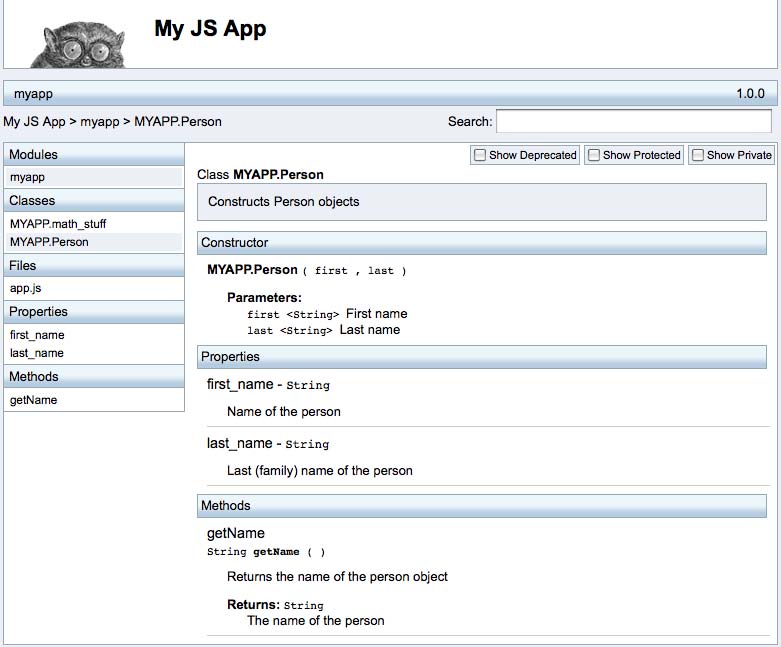 My JS App
myapp 1.0.0
My JS App > myapp > MYAPP.Person Search:
Modules
myapp
Classes
MYAPP.math_stuff
MYAPP.Person
Files
app.js
Properties
first_name
last_name
Methods
getName
Show Deprecated Show Protected Show Private
Class MYAPP.Person
Constructs Person objects
Constructor
MYAPP.Person ( first , last )
Parameters:
first <String> First name
last <String> Last name
Properties
first_name - String
Name of the person
last_name - String
Last (family) name of the person
Methods
getName
String getName ( )
Returns the name of the person object
Returns: String
The name of the person